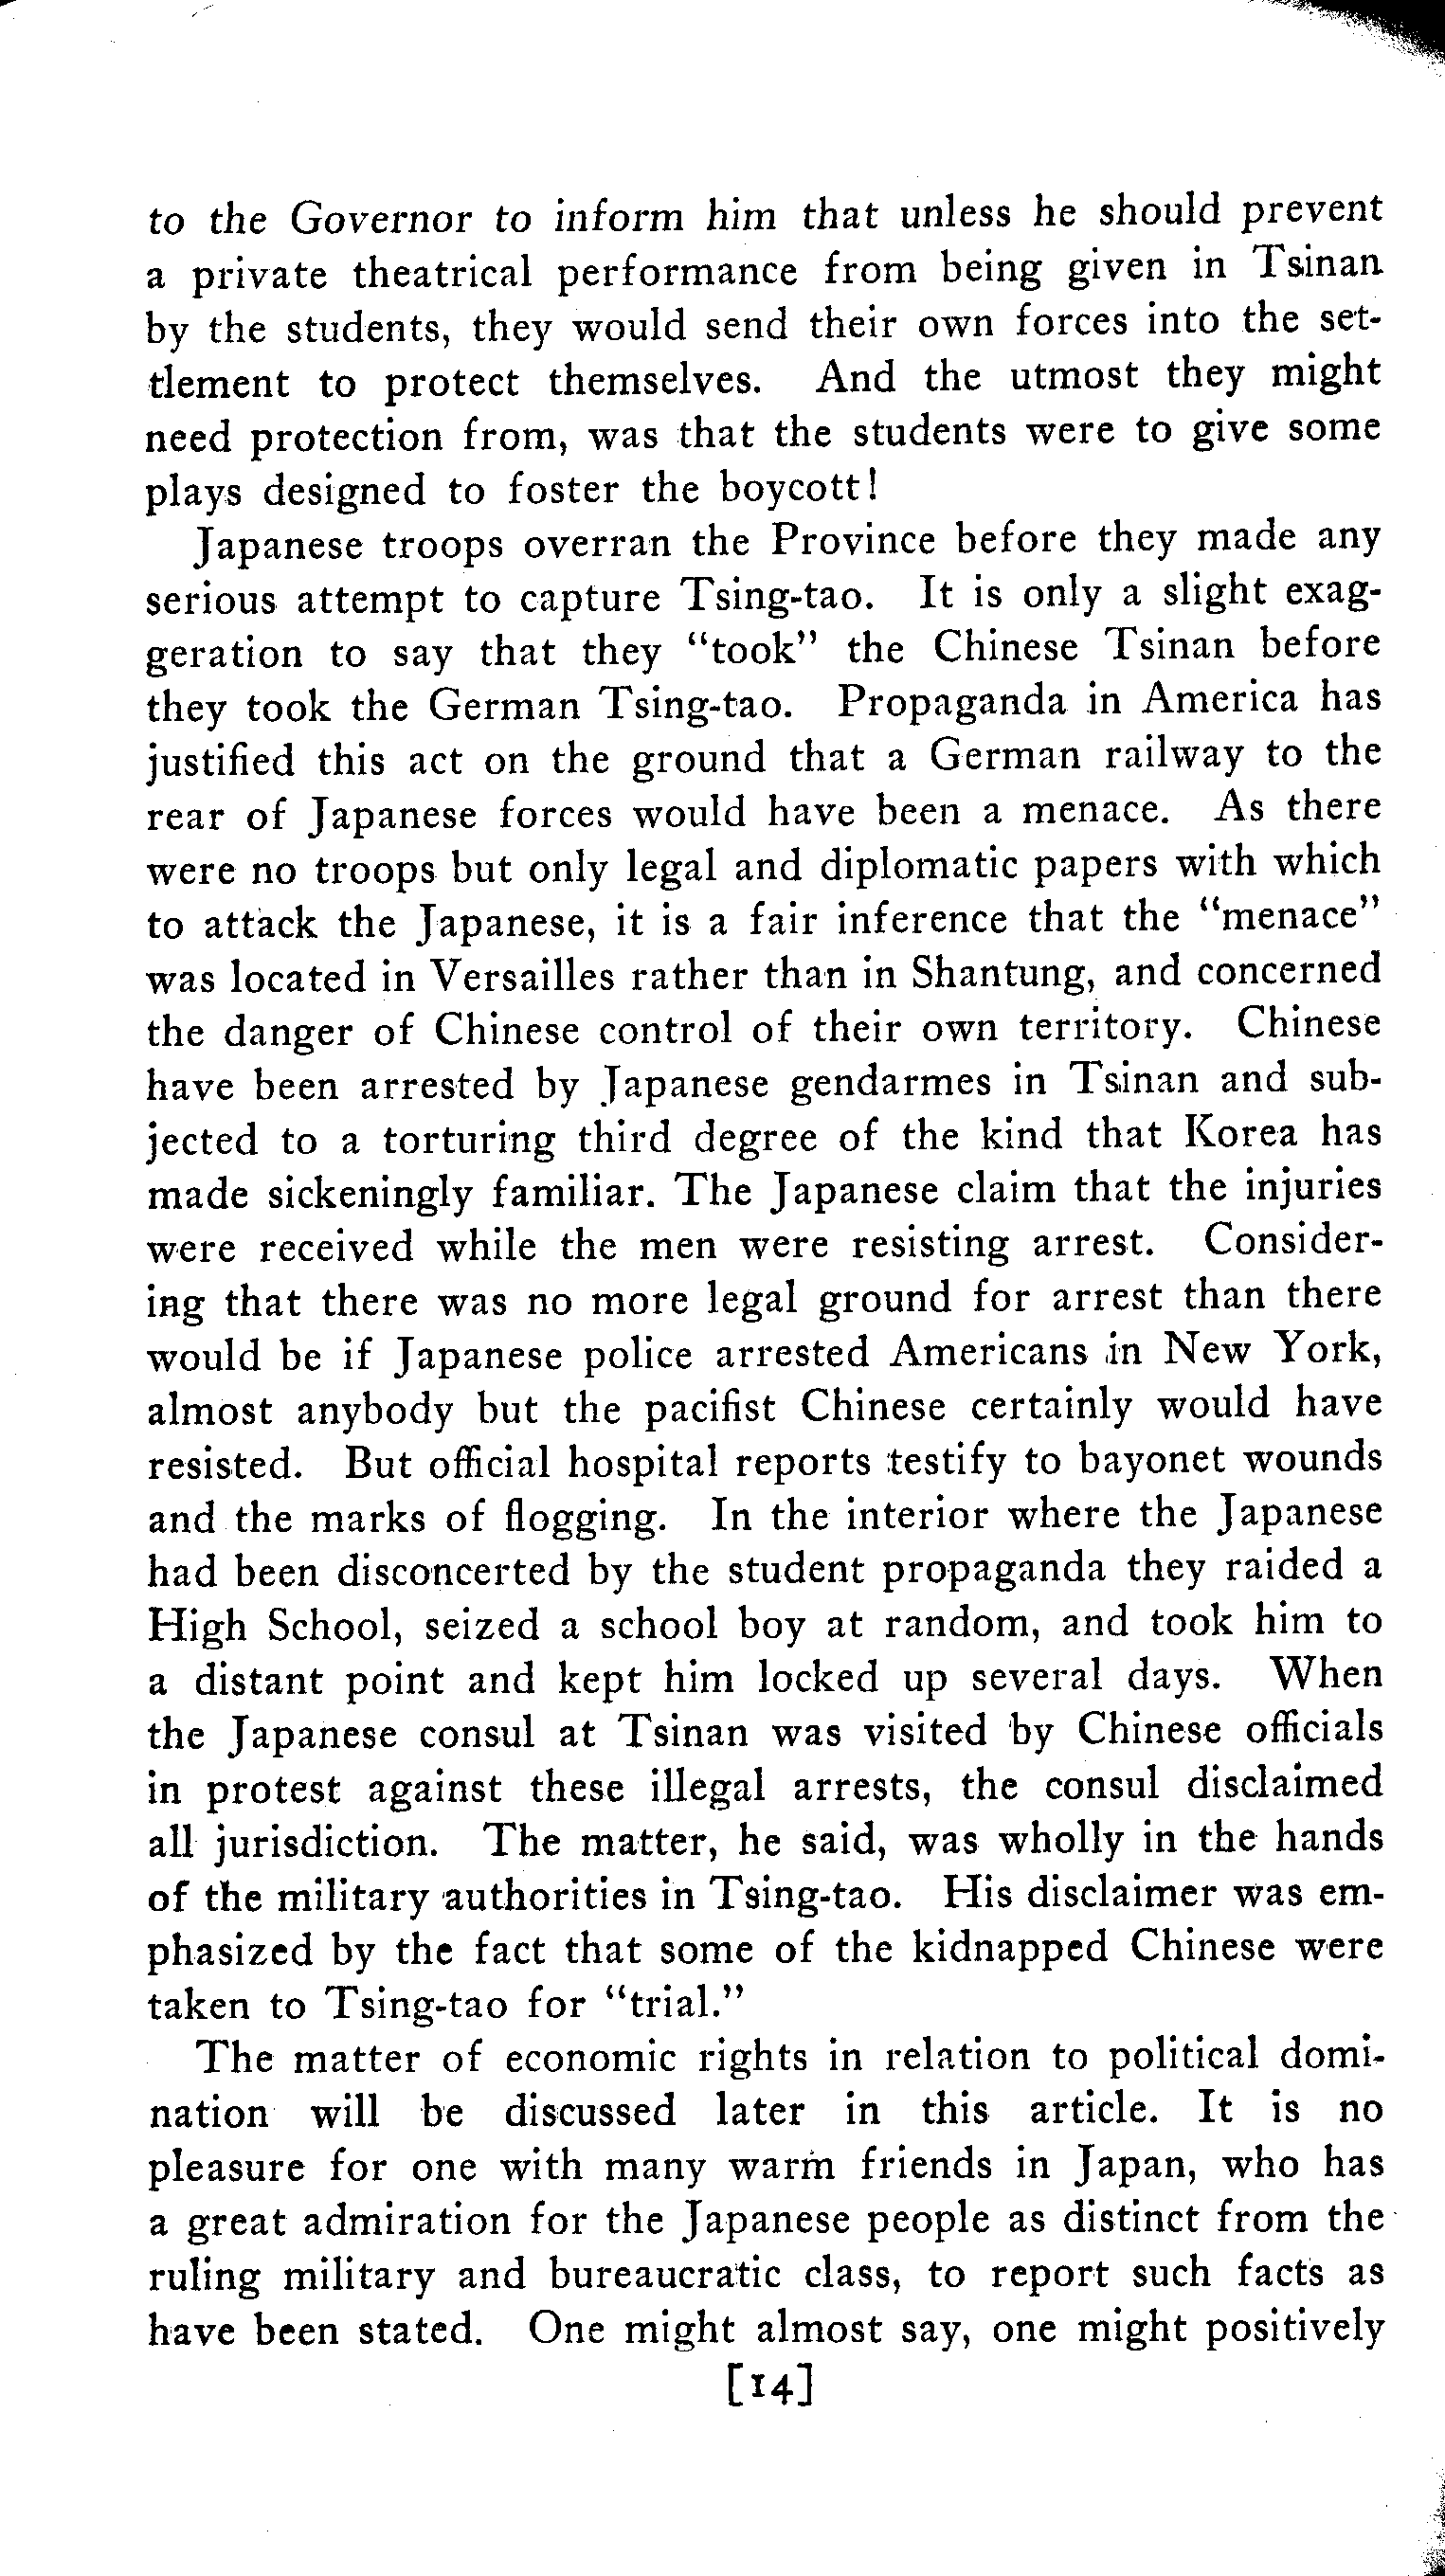 to the Governor to inform him that unless he should prevent
a private theatrical performance from being given in Tsinan
by the students, they would send their own forces into the set-
tlement to protect themselves. And the utmost they might
need protection from, was that the students were to give some
plays designed to foster the boycott!
Japanese troops overran the Province before they made any
serious attempt to capture Tsing-tao. It is only a slight exag-
geration to say that they "took" the Chinese Tsinan before
they took the German Tsing-tao. Propaganda in America has
justified this act on the ground that a German railway to the
rear of Japanese forces would have been a menace. As there
were no troops but only legal and diplomatic papers with which
to attack the Japanese, it is a fair inference that the "menace"
was located in Versailles rather than in Shantung, and concerned
the danger of Chinese control of their own territory. Chinese
have been arrested by Japanese gendarmes in Tsinan and sub-
jected to a torturing third degree of the kind that Korea has
made sickeningly familiar. The Japanese claim that the injuries
were received while the men were resisting arrest. Consider-
ing that there was no more legal ground for arrest than there
would be if Japanese police arrested Americans in New York,
almost anybody but the pacifist Chinese certainly would have
resisted. But official hospital reports testify to bayonet wounds
and the marks of flogging. In the interior where the Japanese
had been disconcerted by the student propaganda they raided a
High School, seized a school boy at random, and took him to
a distant point and kept him locked up several days. When
the Japanese consul at Tsinan was visited by Chinese officials
in protest against these illegal arrests, the consul disclaimed
all jurisdiction. The matter, he said, was wholly in the hands
of the military authorities in Tsing-tao. His disclaimer was em-
phasized by the fact that some of the kidnapped Chinese were
taken to Tsing-tao for "trial."
The matter of economic rights in relation to political domi-
nation will be discussed later in this article. It is no
pleasure for one with many warm friends in Japan, who has
a great admiration for the Japanese people as distinct from the
ruling military and bureaucratic class, to report such facts as
have been stated. One might almost say, one might positively
[14]